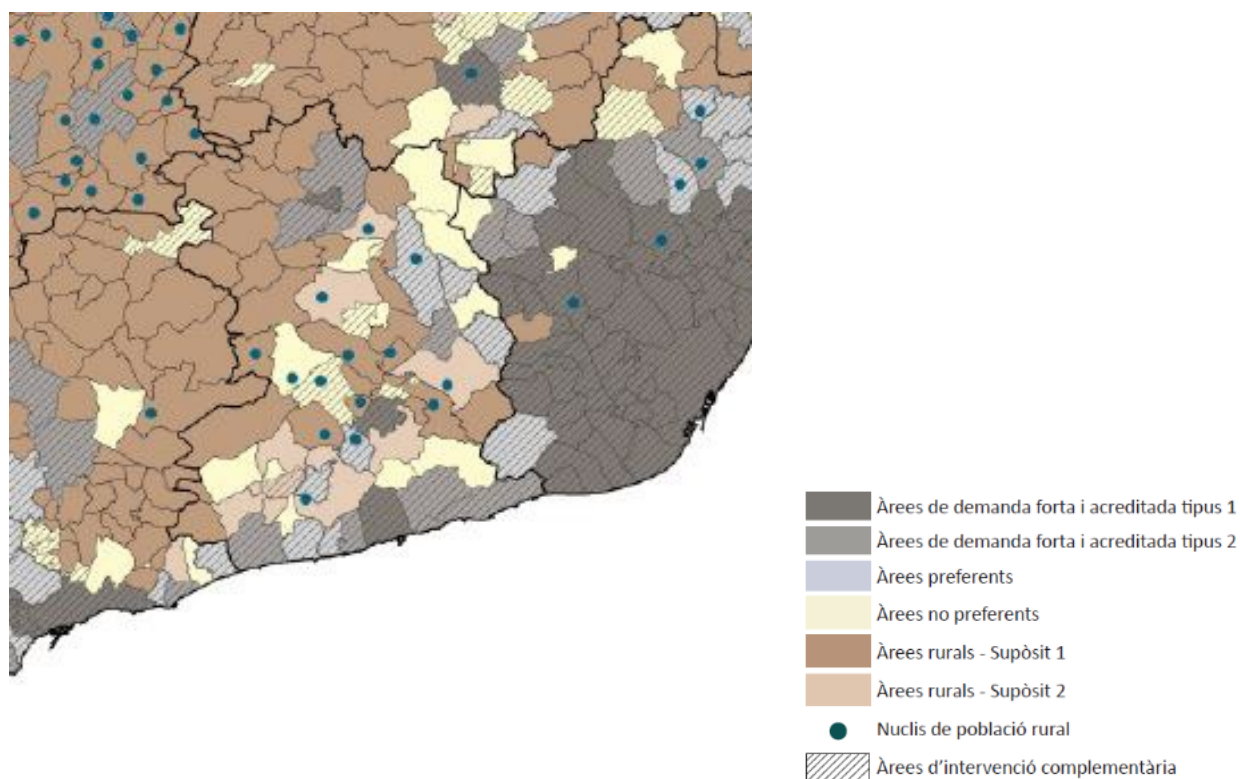 Àrees de demanda forta i acreditada tipus 1
Àrees de demanda forta i acreditada tipus 2
Àrees preferents
Àrees no preferents
Àrees rurals - Supòsit 1
Àrees rurals - Supòsit 2
Nuclis de població rural
Àrees d'intervenció complementària